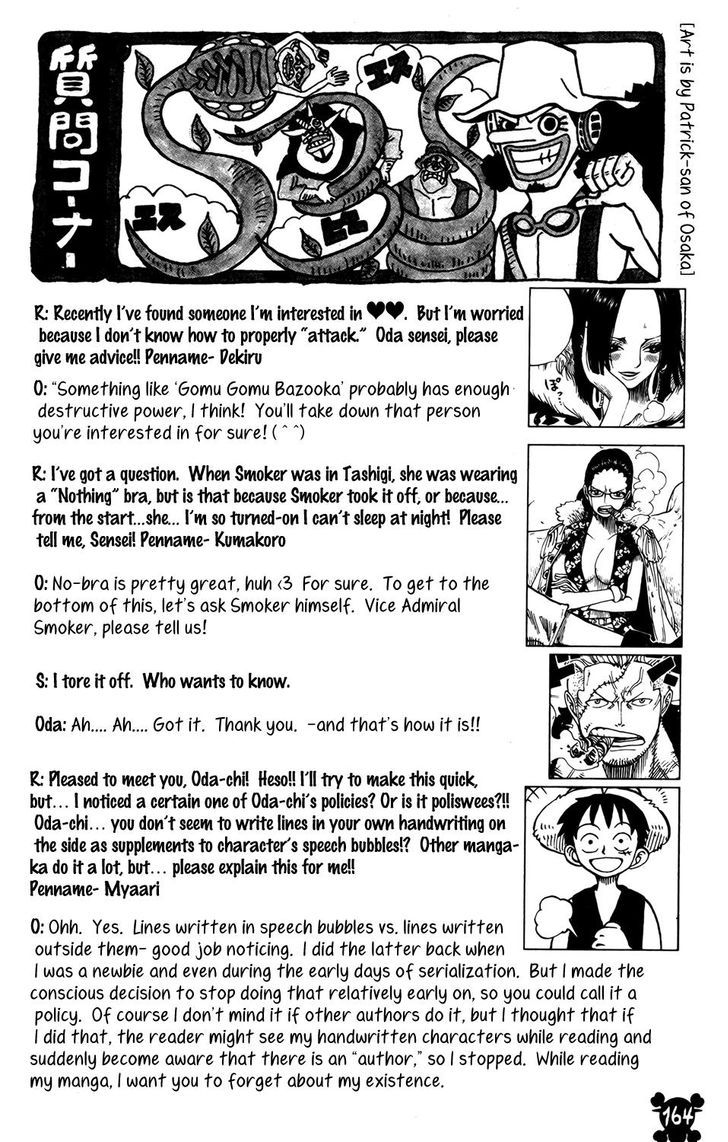 [Art is by Patrick-san of Osaka]
質問コーナー
エス
ビー
エス
R: Recently I've found someone I'm interested in ♥♥. But I'm worried
because I don't know how to properly "attack." Oda sensei, please
give me advice!! Penname- Dekiru
O: "Something like 'Gomu Gomu Bazooka' probably has enough
destructive power, I think! You'll take down that person
you're interested in for sure! (^ ^)
ぽっ
R: I've got a question. When Smoker was in Tashigi, she was wearing
a "Nothing" bra, but is that because Smoker took it off, or because...
from the start...she... I'm so turned-on I can't sleep at night! Please
tell me, Sensei! Penname- Kumakoro
O: No-bra is pretty great, huh <3 For sure. To get to the
bottom of this, let's ask Smoker himself. Vice Admiral
Smoker, please tell us!
S: I tore it off. Who wants to know.
Oda: Ah.... Ah.... Got it. Thank you. -and that's how it is!!
R: Pleased to meet you, Oda-chi! Heso!! I'll try to make this quick,
but... I noticed a certain one of Oda-chi's policies? Or is it poliswees?!!
Oda-chi... you don't seem to write lines in your own handwriting on
the side as supplements to character's speech bubbles!? Other manga-
ka do it a lot, but... please explain this for me!!
Penname- Myaari
O: Ohh. Yes. Lines written in speech bubbles vs. lines written
outside them- good job noticing. I did the latter back when
I was a newbie and even during the early days of serialization. But I made the
conscious decision to stop doing that relatively early on, so you could call it a
policy. Of course I don't mind it if other authors do it, but I thought that if
I did that, the reader might see my handwritten characters while reading and
suddenly become aware that there is an "author," so I stopped. While reading
my manga, I want you to forget about my existence.
164